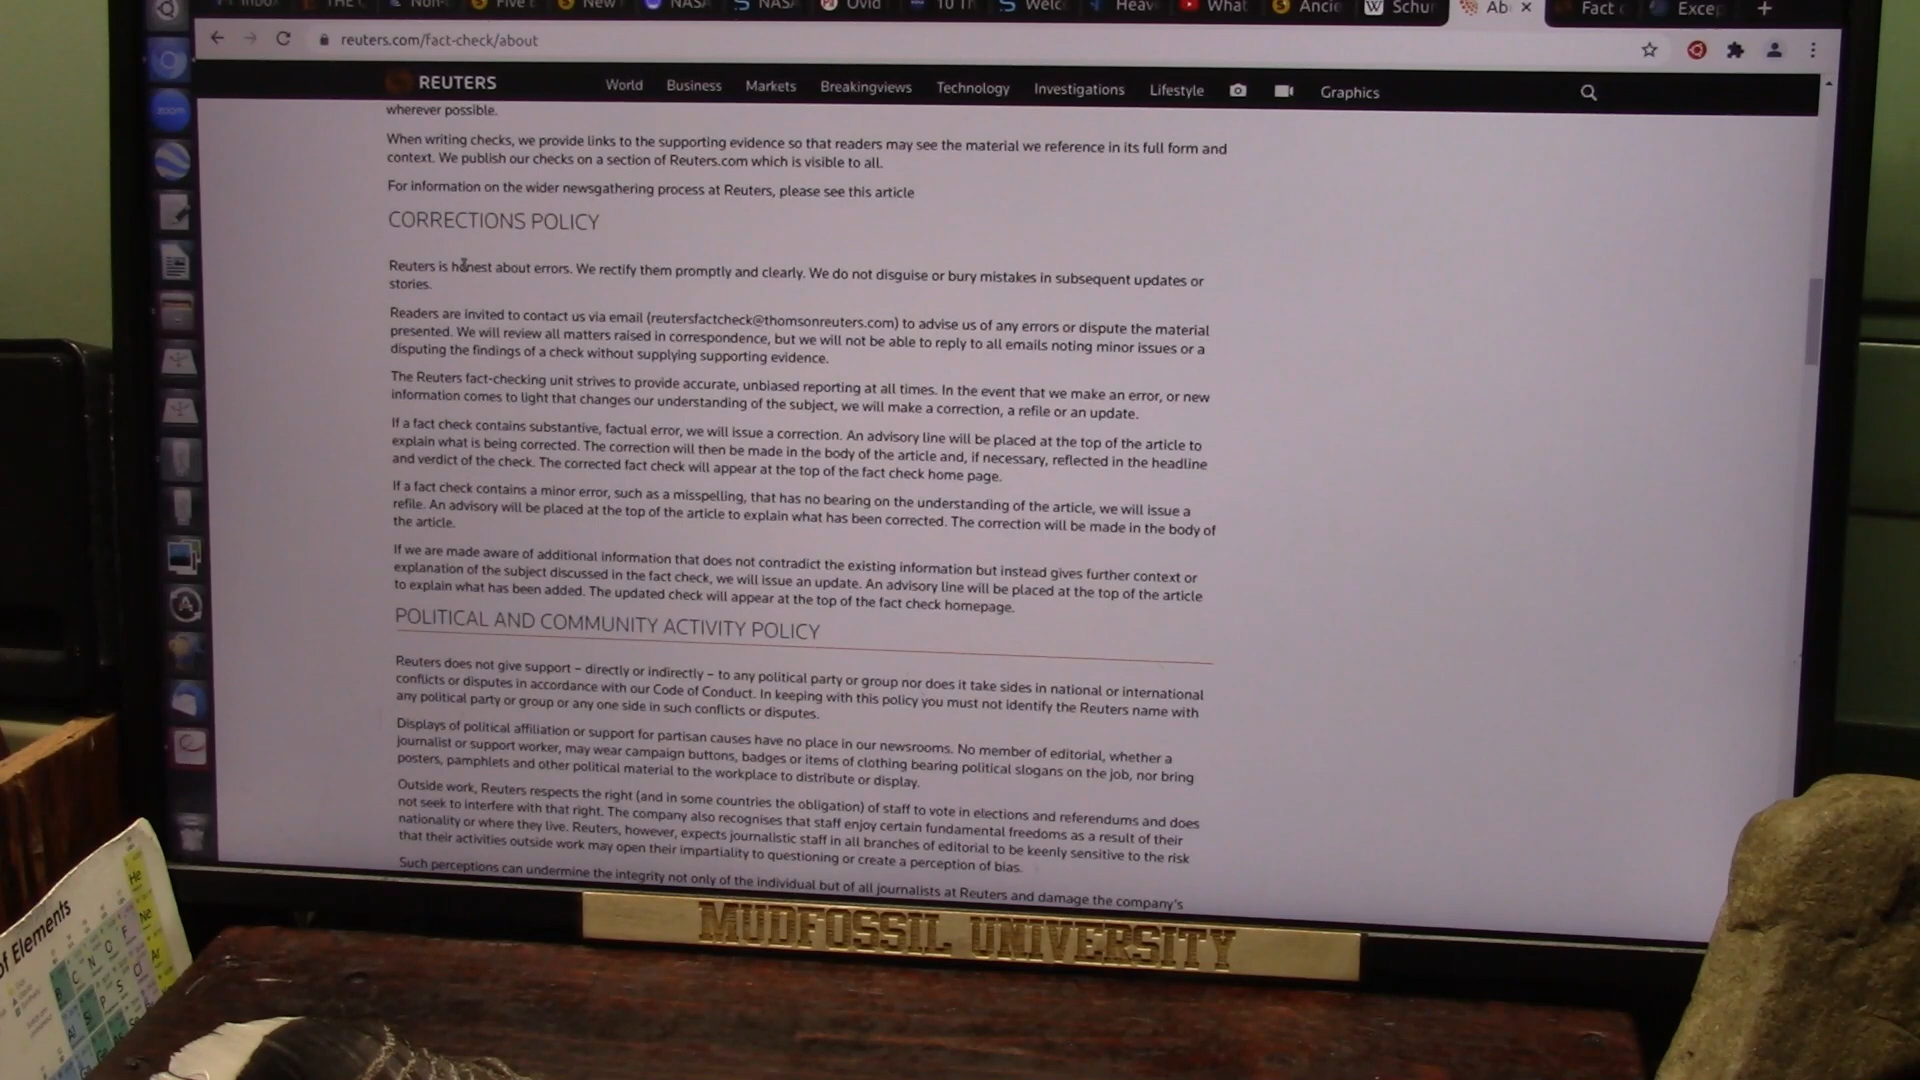 THE
Five
New
NASA
NASA
Ovid
What
Ancie
Schu
Ab
Fact
Excep
reuters.com/fact-check/about
REUTERS World Business Markets Breakingviews Technology Investigations Lifestyle Graphics
zoom
wherever possible.
When writing checks, we provide links to the supporting evidence so that readers may see the material we reference in its full form and
context. We publish our checks on a section of Reuters.com which is visible to all.
For information on the wider newsgathering process at Reuters, please see this article
CORRECTIONS POLICY
Reuters is honest about errors. We rectify them promptly and clearly. We do not disguise or bury mistakes in subsequent updates or
stories.
Readers are invited to contact us via email (reutersfactcheck@thomsonreuters.com) to advise us of any errors or dispute the material
presented. We will review all matters raised in correspondence, but we will not be able to reply to all emails noting minor issues or a
disputing the findings of a check without supplying supporting evidence.
The Reuters fact-checking unit strives to provide accurate, unbiased reporting at all times. In the event that we make an error, or new
information comes to light that changes our understanding of the subject, we will make a correction, a refile or an update.
If a fact check contains substantive, factual error, we will issue a correction. An advisory line will be placed at the top of the article to
explain what is being corrected. The correction will then be made in the body of the article and, if necessary, reflected in the headline
and verdict of the check. The corrected fact check will appear at the top of the fact check home page.
If a fact check contains a minor error, such as a misspelling, that has no bearing on the understanding of the article, we will issue a
refile. An advisory will be placed at the top of the article to explain what has been corrected. The correction will be made in the body of
the article.
If we are made aware of additional information that does not contradict the existing information but instead gives further context or
explanation of the subject discussed in the fact check, we will issue an update. An advisory line will be placed at the top of the article
to explain what has been added. The updated check will appear at the top of the fact check homepage.
POLITICAL AND COMMUNITY ACTIVITY POLICY
Reuters does not give support – directly or indirectly – to any political party or group nor does it take sides in national or international
conflicts or disputes in accordance with our Code of Conduct. In keeping with this policy you must not identify the Reuters name with
any political party or group or any one side in such conflicts or disputes.
Displays of political affiliation or support for partisan causes have no place in our newsrooms. No member of editorial, whether a
journalist or support worker, may wear campaign buttons, badges or items of clothing bearing political slogans on the job, nor bring
posters, pamphlets and other political material to the workplace to distribute or display.
Outside work, Reuters respects the right (and in some countries the obligation) of staff to vote in elections and referendums and does
not seek to interfere with that right. The company also recognises that staff enjoy certain fundamental freedoms as a result of their
nationality or where they live. Reuters, however, expects journalistic staff in all branches of editorial to be keenly sensitive to the risk
that their activities outside work may open their impartiality to questioning or create a perception of bias.
Such perceptions can undermine the integrity not only of the individual but of all journalists at Reuters and damage the company's
MUDFOSSIL UNIVERSITY
of Elements
He
B C N O F Ne
Al Si P S Cl Ar